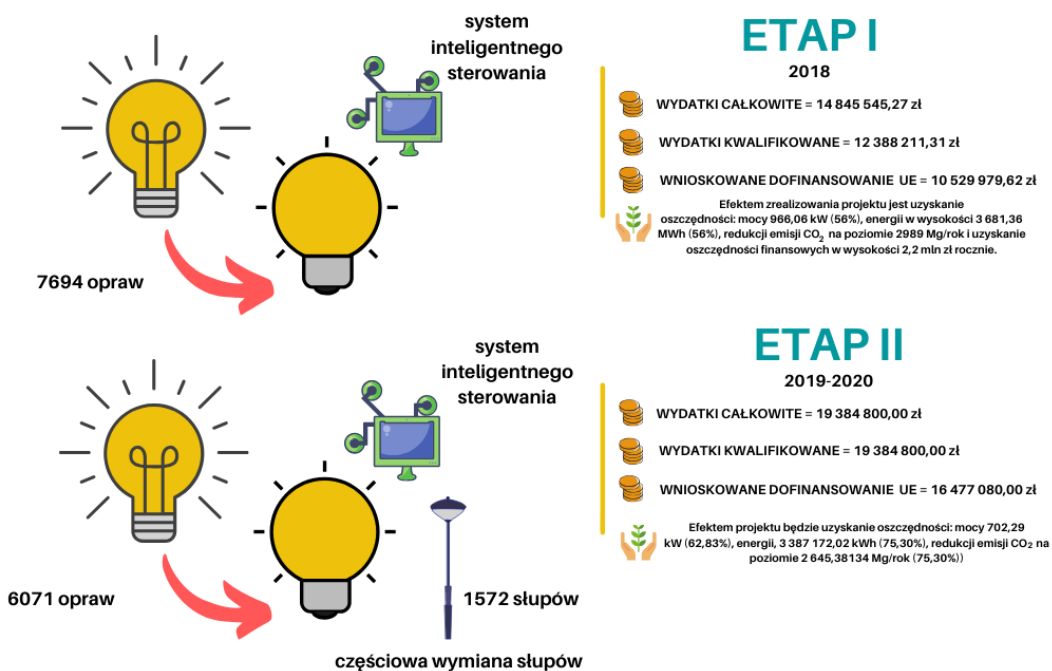 system
inteligentnego
sterowania
7694 opraw
ETAP I
2018
WYDATKI CAŁKOWITE = 14 845 545,27 zł
WYDATKI KWALIFIKOWANE = 12 388 211,31 zł
WNIOSKOWANE DOFINANSOWANIE UE = 10 529 979,62 zł
Efektem zrealizowania projektu jest uzyskanie
oszczędności: mocy 966,06 kW (56%), energii w wysokości 3 681,36
MWh (56%), redukcji emisji CO₂ na poziomie 2989 Mg/rok i uzyskanie
oszczędności finansowych w wysokości 2,2 mln zł rocznie.
system
inteligentnego
sterowania
6071 opraw
1572 słupów
częściowa wymiana słupów
ETAP II
2019-2020
WYDATKI CAŁKOWITE = 19 384 800,00 zł
WYDATKI KWALIFIKOWANE = 19 384 800,00 zł
WNIOSKOWANE DOFINANSOWANIE UE = 16 477 080,00 zł
Efektem projektu będzie uzyskanie oszczędności: mocy 702,29
kW (62,83%), energii, 3 387 172,02 kWh (75,30%), redukcji emisji CO₂ na
poziomie 2 645,38134 Mg/rok (75,30%))